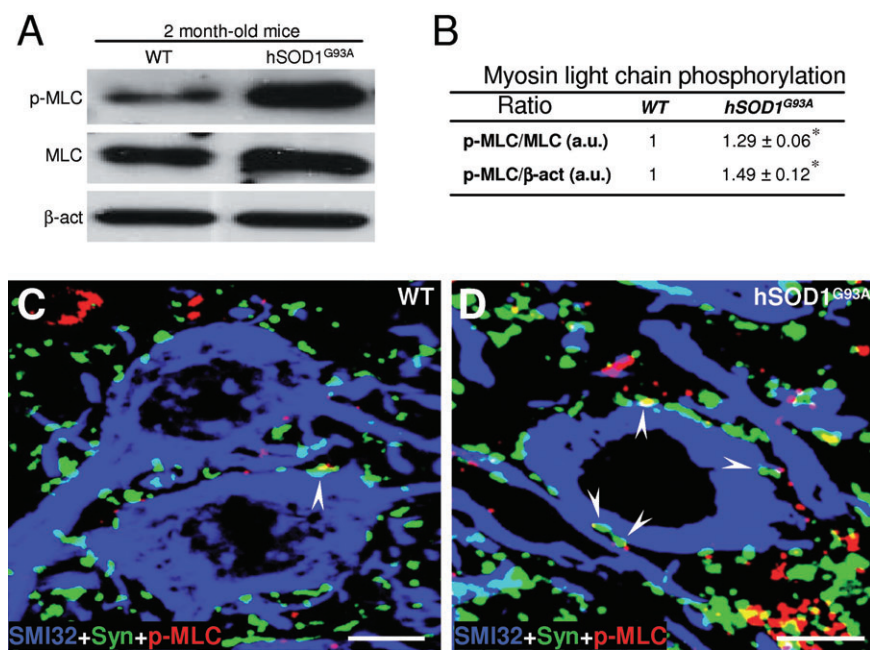 A
2 month-old mice
WT hSOD1G93A
p-MLC
MLC
β-act
B
Myosin light chain phosphorylation
Ratio WT hSOD1G93A
p-MLC/MLC (a.u.) 1 1.29 ± 0.06*
p-MLC/β-act (a.u.) 1 1.49 ± 0.12*
C WT
SMI32+Syn+p-MLC
D hSOD1G93A
SMI32+Syn+p-MLC